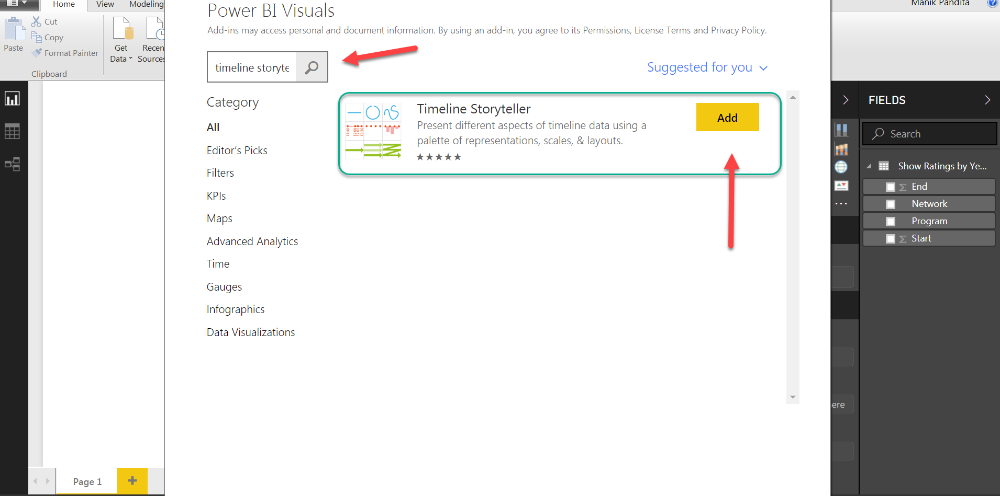 Home View Modeling
Paste
Cut
Copy
Format Painter
Clipboard
Get
Data
Recen
Sources
Power BI Visuals
Add-ins may access personal and document information. By using an add-in, you agree to its Permissions, License Terms and Privacy Policy.
timeline storyte
Suggested for you
Category
All
Editor's Picks
Filters
KPIs
Maps
Advanced Analytics
Time
Gauges
Infographics
Data Visualizations
Timeline Storyteller
Present different aspects of timeline data using a
palette of representations, scales, & layouts.
Add
Manik Pandita
FIELDS
Search
Show Ratings by Ye...
End
Network
Program
Start
ere
Page 1